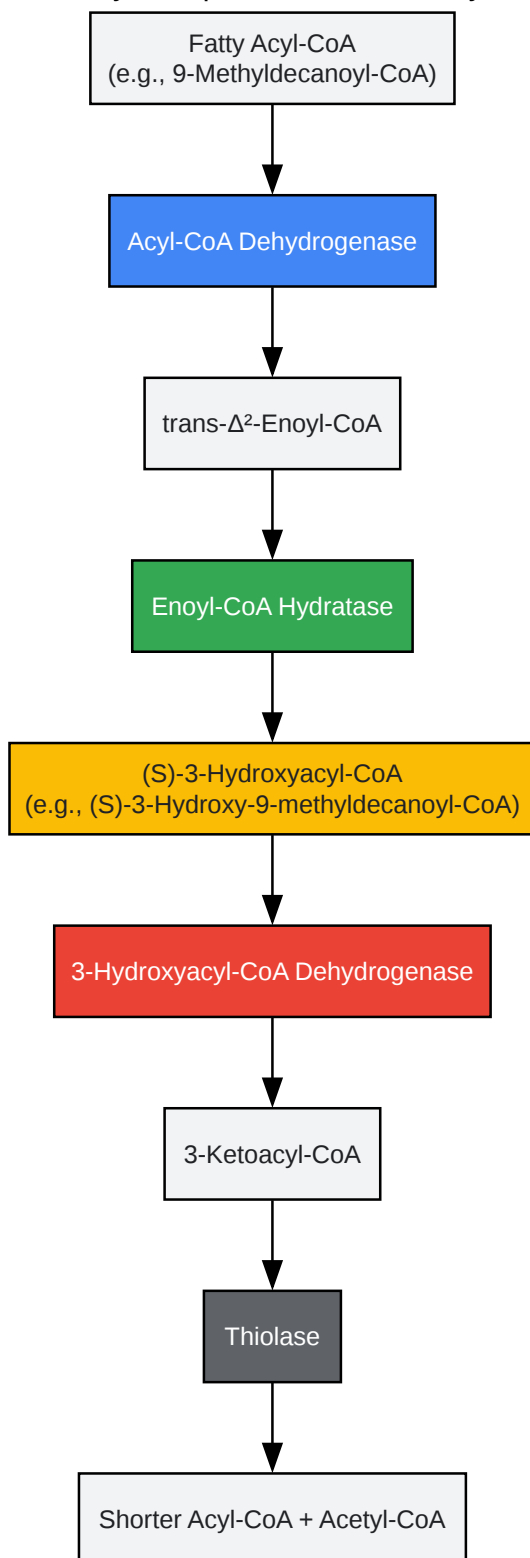 Fatty Acyl-CoA
(e.g., 9-Methyldecanoyl-CoA)
Acyl-CoA Dehydrogenase
trans-Δ²-Enoyl-CoA
Enoyl-CoA Hydratase
(S)-3-Hydroxyacyl-CoA
(e.g., (S)-3-Hydroxy-9-methyldecanoyl-CoA)
3-Hydroxyacyl-CoA Dehydrogenase
3-Ketoacyl-CoA
Thiolase
Shorter Acyl-CoA + Acetyl-CoA